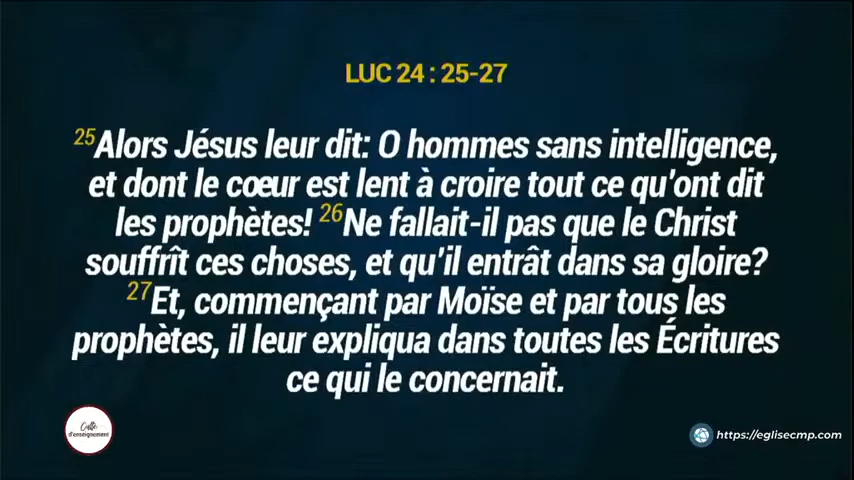 LUC 24 : 25-27
25Alors Jésus leur dit: O hommes sans intelligence,
et dont le cœur est lent à croire tout ce qu'ont dit
les prophètes! 26Ne fallait-il pas que le Christ
souffrît ces choses, et qu'il entrât dans sa gloire?
27Et, commençant par Moïse et par tous les
prophètes, il leur expliqua dans toutes les Écritures
ce qui le concernait.
Culte
d'enseignement
https://eglisecmp.com